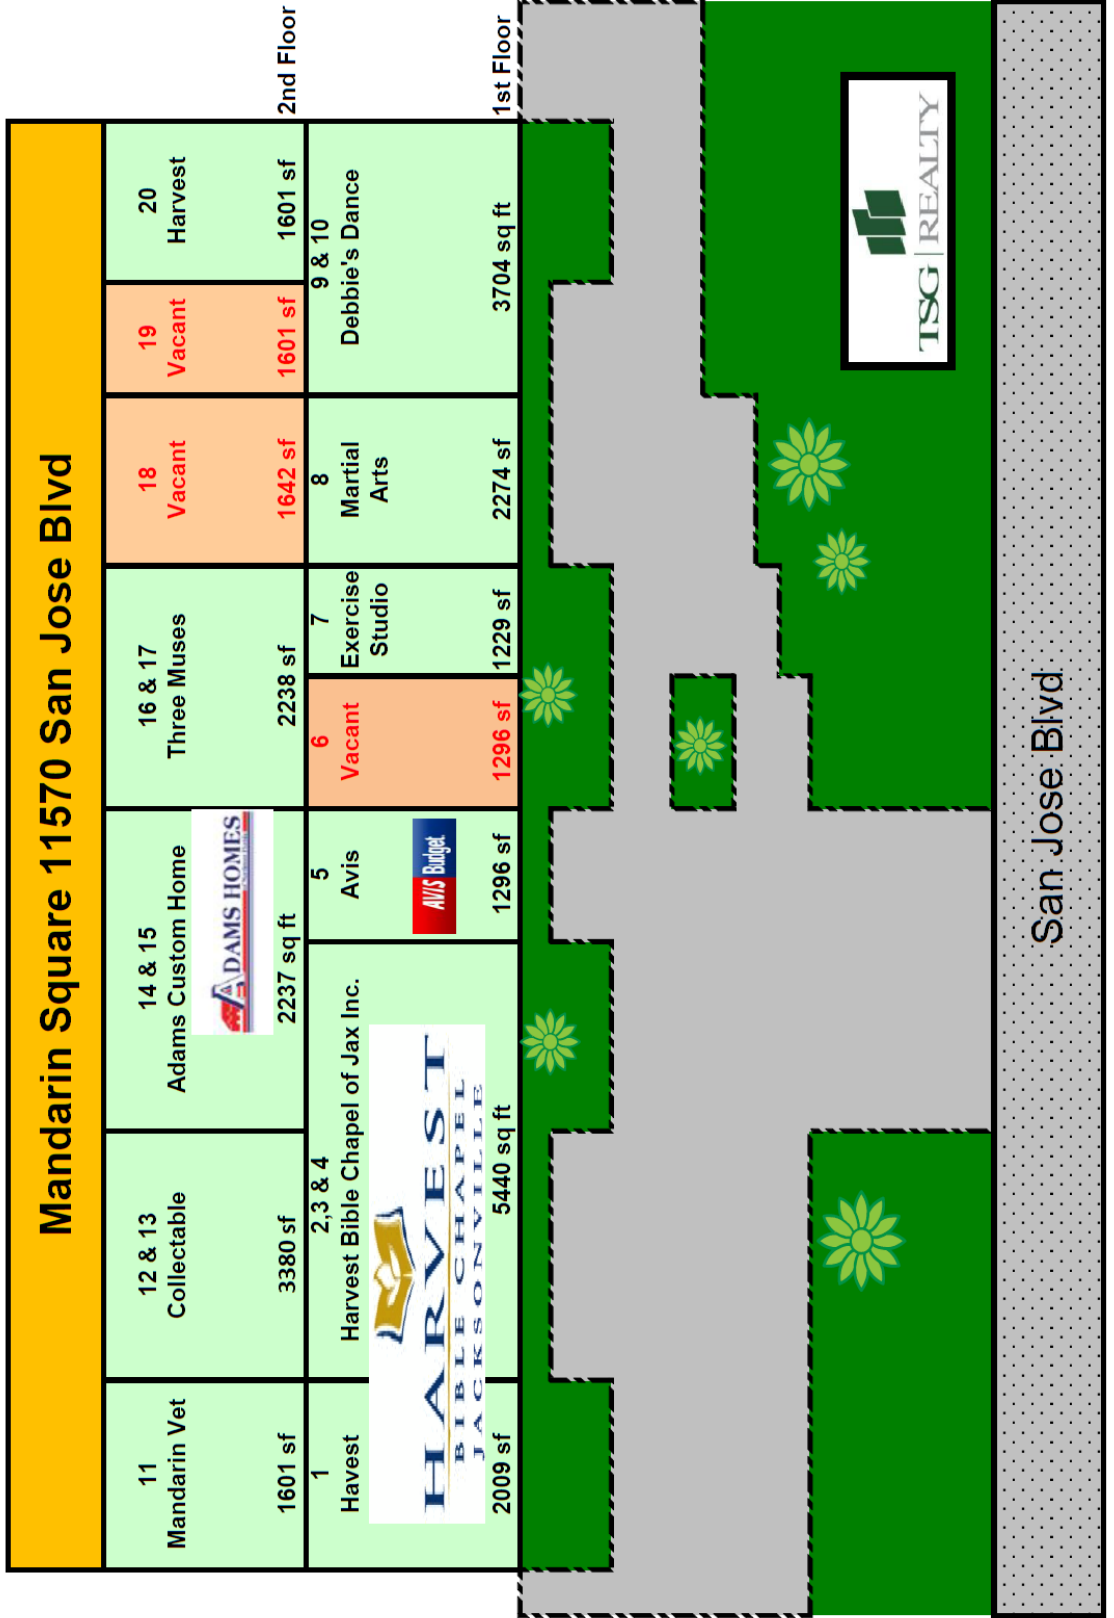 Mandarin Square 11570 San Jose Blvd
11
Mandarin Vet
1601 sf
12 & 13
Collectable
3380 sf
14 & 15
Adams Custom Home
ADAMS HOMES
2237 sq ft
16 & 17
Three Muses
2238 sf
18
Vacant
1642 sf
19
Vacant
1601 sf
20
Harvest
1601 sf
2nd Floor
1
Havest
2009 sf
2,3 & 4
Harvest Bible Chapel of Jax Inc.
HARVEST
BIBLE CHAPEL
JACKSONVILLE
5440 sq ft
5
Avis
AVIS Budget
1296 sf
6
Vacant
1296 sf
7
Exercise
Studio
1229 sf
8
Martial
Arts
2274 sf
9 & 10
Debbie's Dance
3704 sq ft
1st Floor
TSG REALTY
San Jose Blvd